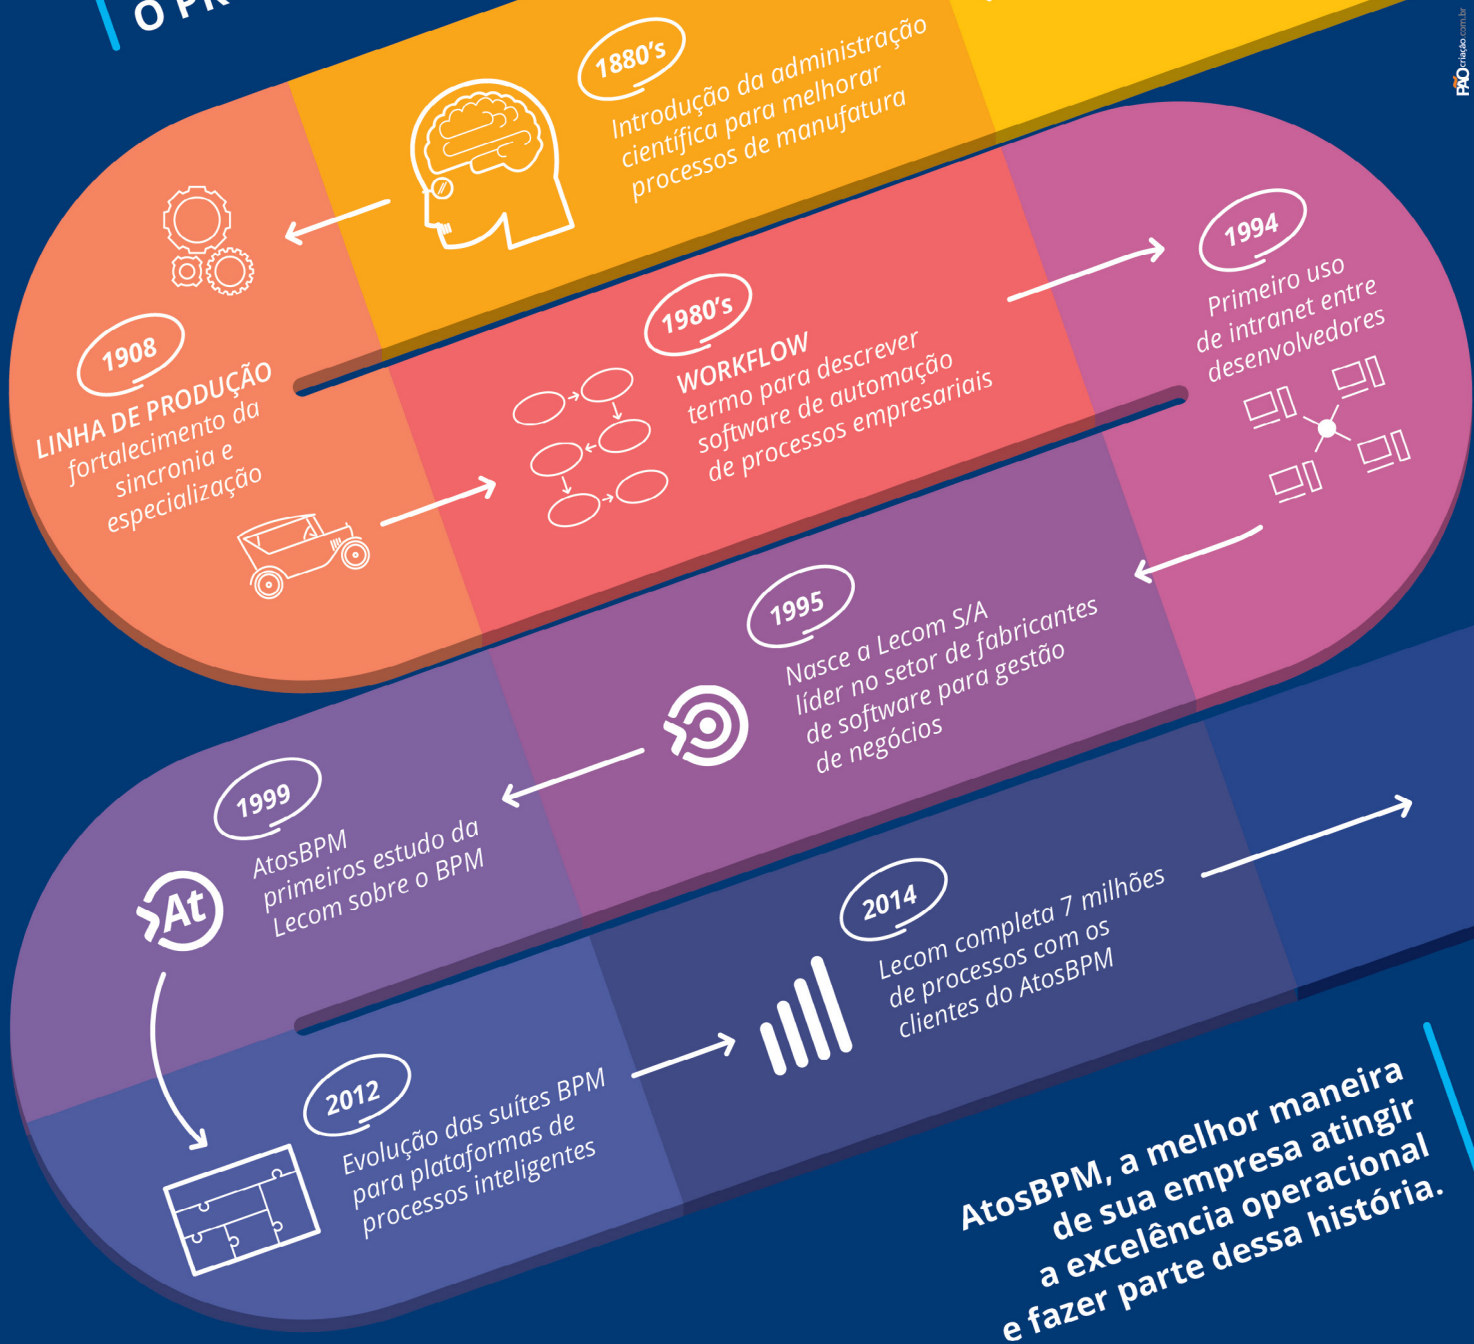 O PR
1880's
Introdução da administração
científica para melhorar
processos de manufatura
1908
LINHA DE PRODUÇÃO
fortalecimento da
sincronia e
especialização
1980's
WORKFLOW
termo para descrever
software de automação
de processos empresariais
1994
Primeiro uso
de intranet entre
desenvolvedores
1995
Nasce a Lecom S/A
líder no setor de fabricantes
de software para gestão
de negócios
1999
AtosBPM
primeiros estudo da
Lecom sobre o BPM
At
2012
Evolução das suítes BPM
para plataformas de
processos inteligentes
2014
Lecom completa 7 milhões
de processos com os
clientes do AtosBPM
AtosBPM, a melhor maneira
de sua empresa atingir
a excelência operacional
e fazer parte dessa história.
PÃOcriação.com.br